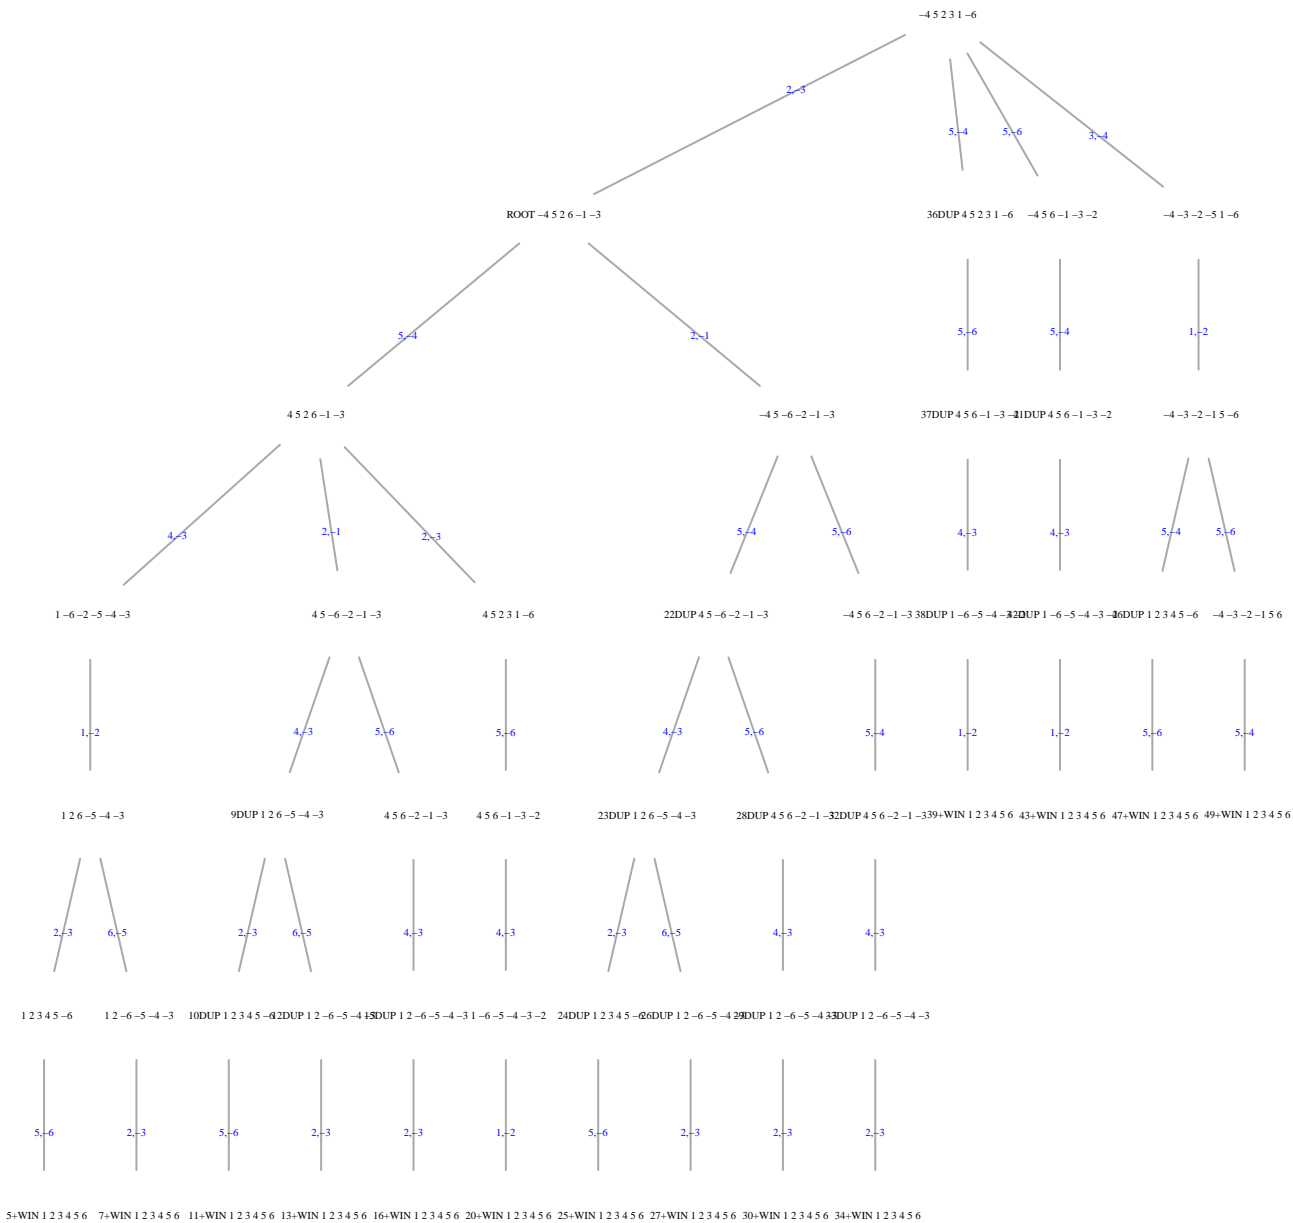 −4 5 2 3 1 −6
2,−3
5,−4 5,−6 3,−4
ROOT −4 5 2 6 −1 −3 36DUP 4 5 2 3 1 −6 −4 5 6 −1 −3 −2 −4 −3 −2 −5 1 −6
5,−4 2,−1 5,−6 5,−4 1,−2
4 5 2 6 −1 −3 −4 5 −6 −2 −1 −3 37DUP 4 5 6 −1 −3 −2 41DUP 4 5 6 −1 −3 −2 −4 −3 −2 −1 5 −6
4,−3 2,−1 2,−3 5,−4 5,−6 4,−3 4,−3 5,−4 5,−6
1 −6 −2 −5 −4 −3 4 5 −6 −2 −1 −3 4 5 2 3 1 −6 22DUP 4 5 −6 −2 −1 −3 −4 5 6 −2 −1 −3 38DUP 1 −6 −5 −4 −3 −2 42DUP 1 −6 −5 −4 −3 −2 46DUP 1 2 3 4 5 −6 −4 −3 −2 −1 5 6
1,−2 4,−3 5,−6 5,−6 4,−3 5,−6 5,−4 1,−2 1,−2 5,−6 5,−4
1 2 6 −5 −4 −3 9DUP 1 2 6 −5 −4 −3 4 5 6 −2 −1 −3 4 5 6 −1 −3 −2 23DUP 1 2 6 −5 −4 −3 28DUP 4 5 6 −2 −1 −3 32DUP 4 5 6 −2 −1 −3 39+WIN 1 2 3 4 5 6 43+WIN 1 2 3 4 5 6 47+WIN 1 2 3 4 5 6 49+WIN 1 2 3 4 5 6
2,−3 6,−5 2,−3 6,−5 4,−3 4,−3 2,−3 6,−5 4,−3 4,−3
1 2 3 4 5 −6 1 2 −6 −5 −4 −3 10DUP 1 2 3 4 5 −6 12DUP 1 2 −6 −5 −4 −3 15DUP 1 2 −6 −5 −4 −3 1 −6 −5 −4 −3 −2 24DUP 1 2 3 4 5 −6 26DUP 1 2 −6 −5 −4 −3 29DUP 1 2 −6 −5 −4 −3 33DUP 1 2 −6 −5 −4 −3
5,−6 2,−3 5,−6 2,−3 2,−3 1,−2 5,−6 2,−3 2,−3 2,−3
5+WIN 1 2 3 4 5 6 7+WIN 1 2 3 4 5 6 11+WIN 1 2 3 4 5 6 13+WIN 1 2 3 4 5 6 16+WIN 1 2 3 4 5 6 20+WIN 1 2 3 4 5 6 25+WIN 1 2 3 4 5 6 27+WIN 1 2 3 4 5 6 30+WIN 1 2 3 4 5 6 34+WIN 1 2 3 4 5 6